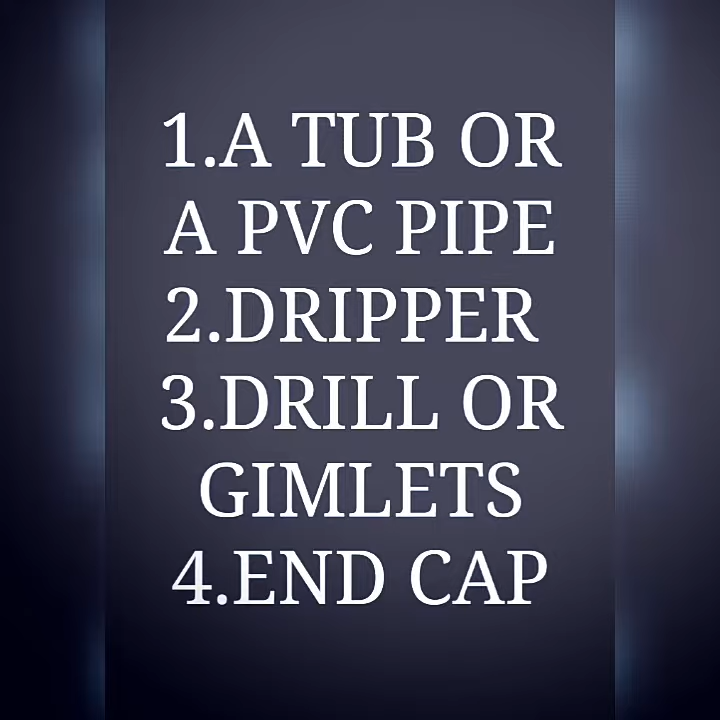 1.A TUB OR
A PVC PIPE
2.DRIPPER
3.DRILL OR
GIMLETS
4.END CAP